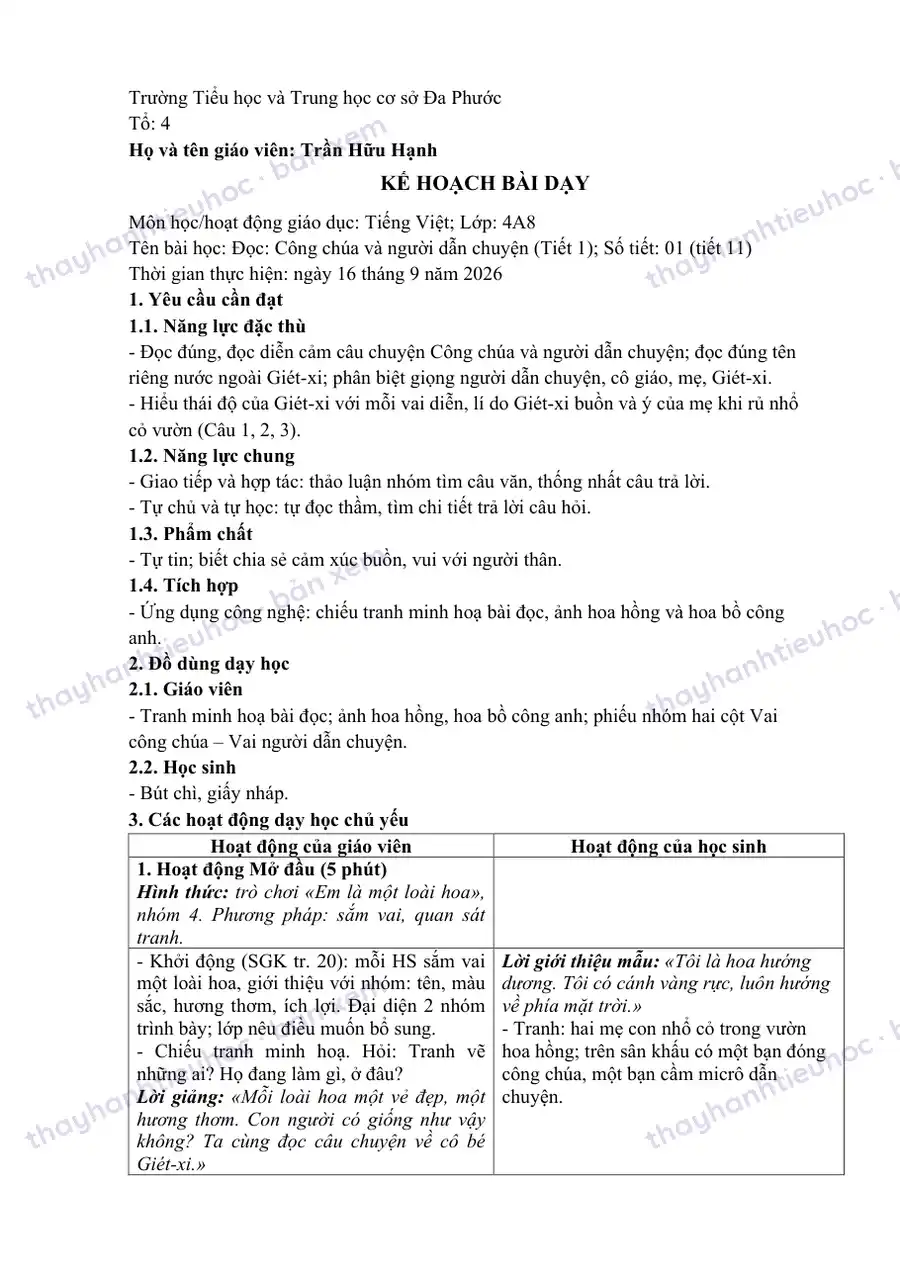 Trường Tiểu học và Trung học cơ sở Đa Phước
Tổ: 4
Họ và tên giáo viên: Trần Hữu Hạnh
KẾ HOẠCH BÀI DẠY
Môn học/hoạt động giáo dục: Tiếng Việt; Lớp: 4A8
Tên bài học: Đọc: Công chúa và người dẫn chuyện (Tiết 1); Số tiết: 01 (tiết 11)
Thời gian thực hiện: ngày 16 tháng 9 năm 2026
1. Yêu cầu cần đạt
1.1. Năng lực đặc thù
- Đọc đúng, đọc diễn cảm câu chuyện Công chúa và người dẫn chuyện; đọc đúng tên
riêng nước ngoài Giét-xi; phân biệt giọng người dẫn chuyện, cô giáo, mẹ, Giét-xi.
- Hiểu thái độ của Giét-xi với mỗi vai diễn, lí do Giét-xi buồn và ý của mẹ khi rủ nhổ
cỏ vườn (Câu 1, 2, 3).
1.2. Năng lực chung
- Giao tiếp và hợp tác: thảo luận nhóm tìm câu văn, thống nhất câu trả lời.
- Tự chủ và tự học: tự đọc thầm, tìm chi tiết trả lời câu hỏi.
1.3. Phẩm chất
- Tự tin; biết chia sẻ cảm xúc buồn, vui với người thân.
1.4. Tích hợp
- Ứng dụng công nghệ: chiếu tranh minh hoạ bài đọc, ảnh hoa hồng và hoa bồ công
anh.
2. Đồ dùng dạy học
2.1. Giáo viên
- Tranh minh hoạ bài đọc; ảnh hoa hồng, hoa bồ công anh; phiếu nhóm hai cột Vai
công chúa – Vai người dẫn chuyện.
2.2. Học sinh
- Bút chì, giấy nháp.
3. Các hoạt động dạy học chủ yếu
Hoạt động của giáo viên
Hoạt động của học sinh
1. Hoạt động Mở đầu (5 phút)
Hình thức: trò chơi «Em là một loài hoa»,
nhóm 4. Phương pháp: sắm vai, quan sát
tranh.
- Khởi động (SGK tr. 20): mỗi HS sắm vai
một loài hoa, giới thiệu với nhóm: tên, màu
sắc, hương thơm, ích lợi. Đại diện 2 nhóm
trình bày; lớp nêu điều muốn bổ sung.
- Chiếu tranh minh hoạ. Hỏi: Tranh vẽ
những ai? Họ đang làm gì, ở đâu?
Lời giảng: «Mỗi loài hoa một vẻ đẹp, một
hương thơm. Con người có giống như vậy
không? Ta cùng đọc câu chuyện về cô bé
Giét-xi.»
Lời giới thiệu mẫu: «Tôi là hoa hướng
dương. Tôi có cánh vàng rực, luôn hướng
về phía mặt trời.»
- Tranh: hai mẹ con nhổ cỏ trong vườn
hoa hồng; trên sân khấu có một bạn đóng
công chúa, một bạn cầm micrô dẫn
chuyện.
thayhanhtieuhoc · bản xem
thayhanhtieuhoc · b
thayhanhtieuhoc · bản xem
thayhanhtieuhoc · b
thayhanhtieuhoc · bản xem
thayhanhtieuhoc · b